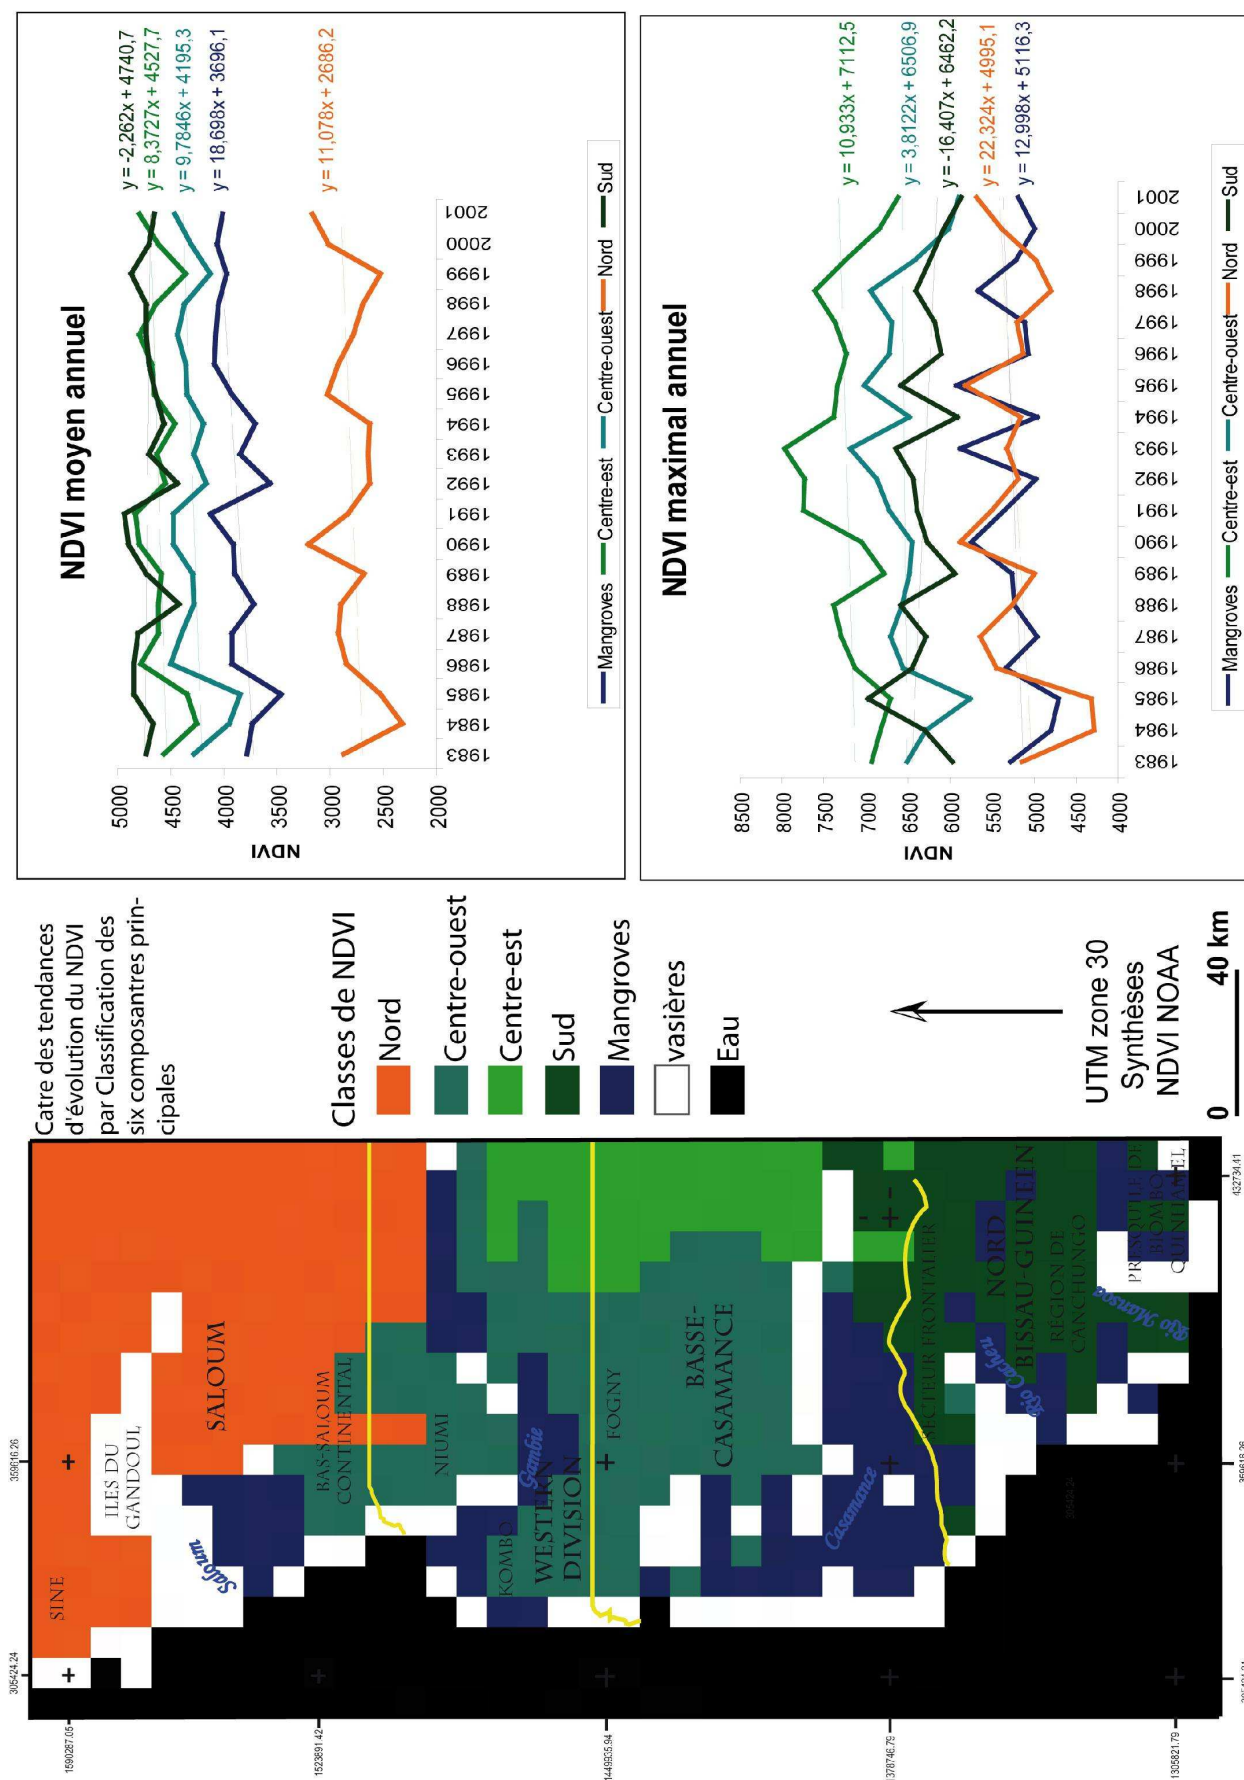 Catre des tendances
d'évolution du NDVI
par Classification des
six composantres prin-
cipales
Classes de NDVI
Nord
Centre-ouest
Centre-est
Sud
Mangroves
vasières
Eau
UTM zone 30
Synthèses
NDVI NOAA
0 40 km
305424.24
359616.26
1590287.05
1523891.42
1449935.94
1378746.79
1305821.79
432734.41
359616.26
SINE
ILES DU
GANDOUL
Saloum
SALOUM
BAS-SALOUM
CONTINENTAL
NIUMI
KOMBO
Gambie
WESTERN
DIVISION
FOGNY
BASSE-
CASAMANCE
Casamance
SECTEUR FRONTALIER
NORD
BISSAU-GUINEEN
Rio Cacheu
REGION DE
CANCHUNGO
Rio Mansoa
PRESQU'ILE DE
BIOMBO
QUINHAMEL
NDVI moyen annuel
NDVI
5000
4500
4000
3500
3000
2500
2000
1983 1984 1985 1986 1987 1988 1989 1990 1991 1992 1993 1994 1995 1996 1997 1998 1999 2000 2001
y = -2,262x + 4740,7
y = 8,3727x + 4527,7
y = 9,7846x + 4195,3
y = 18,698x + 3696,1
y = 11,078x + 2686,2
Mangroves Centre-est Centre-ouest Nord Sud
NDVI maximal annuel
NDVI
8500
8000
7500
7000
6500
6000
5500
5000
4500
4000
1983 1984 1985 1986 1987 1988 1989 1990 1991 1992 1993 1994 1995 1996 1997 1998 1999 2000 2001
y = 10,933x + 7112,5
y = 3,8122x + 6506,9
y = -16,407x + 6462,2
y = 22,324x + 4995,1
y = 12,998x + 5116,3
Mangroves Centre-est Centre-ouest Nord Sud